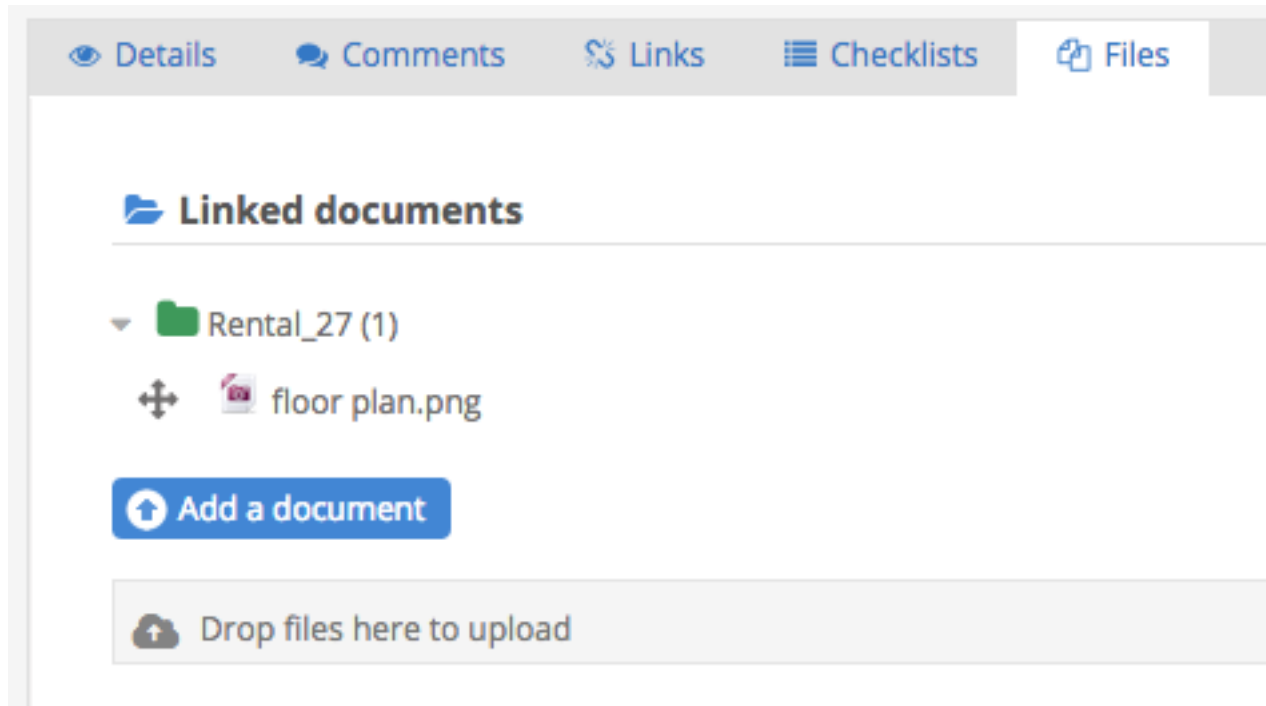 Details Comments Links Checklists Files
Linked documents
Rental_27 (1)
floor plan.png
Add a document
Drop files here to upload